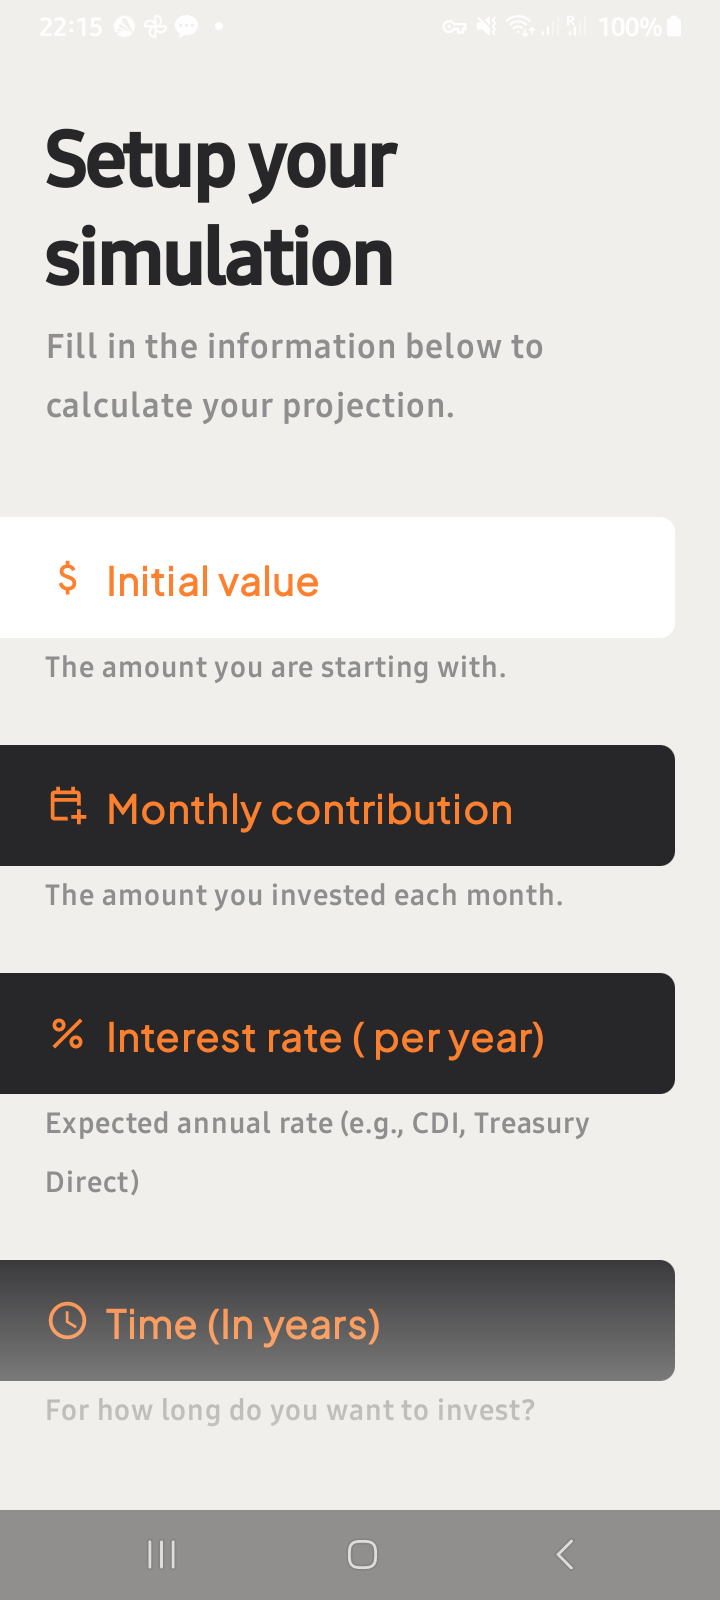 22:15
R
100%
Setup your
simulation
Fill in the information below to
calculate your projection.
$ Initial value
The amount you are starting with.
Monthly contribution
The amount you invested each month.
% Interest rate ( per year)
Expected annual rate (e.g., CDI, Treasury
Direct)
Time (In years)
For how long do you want to invest?